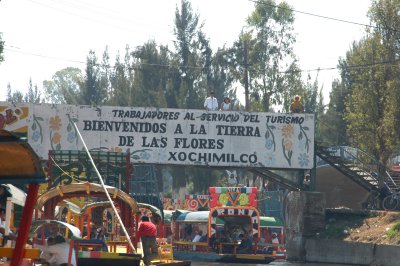 TRABAJADORES AL SERVICIO DEL TURISMO
BIENVENIDOS A LA TIERRA
DE LAS FLORES
XOCHIMILCO